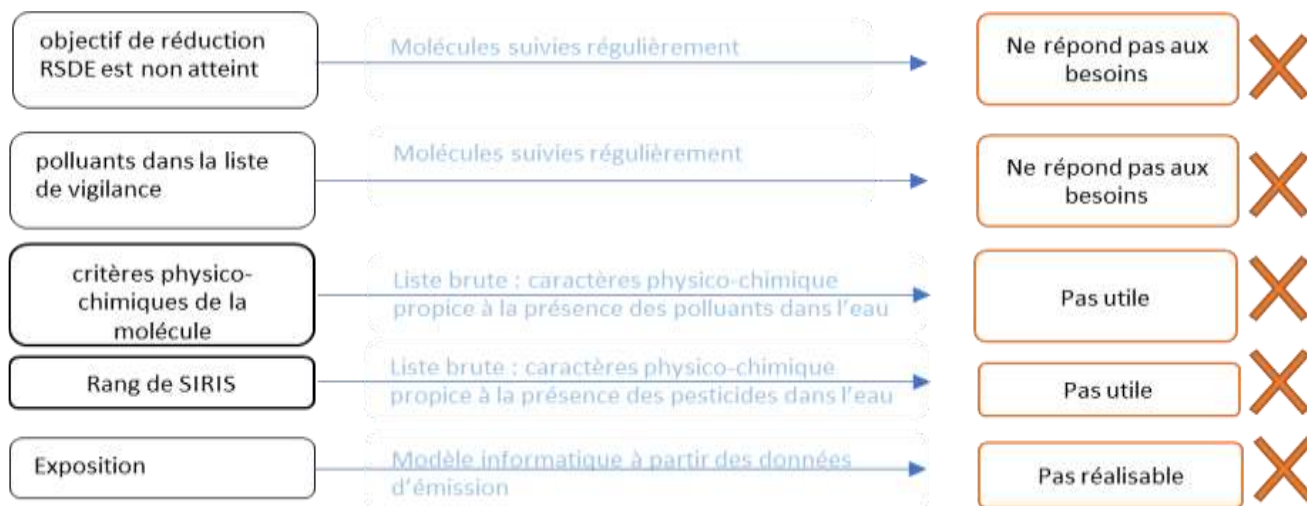 objectif de réduction
RSDE est non atteint
Molécules suivies régulièrement
Ne répond pas aux
besoins
polluants dans la liste
de vigilance
Molécules suivies régulièrement
Ne répond pas aux
besoins
critères physico-
chimiques de la
molécule
Liste brute : caractères physico-chimique
propice à la présence des polluants dans l'eau
Pas utile
Rang de SIRIS
Liste brute : caractères physico-chimique
propice à la présence des pesticides dans l'eau
Pas utile
Exposition
Modèle informatique à partir des données
d'émission
Pas réalisable